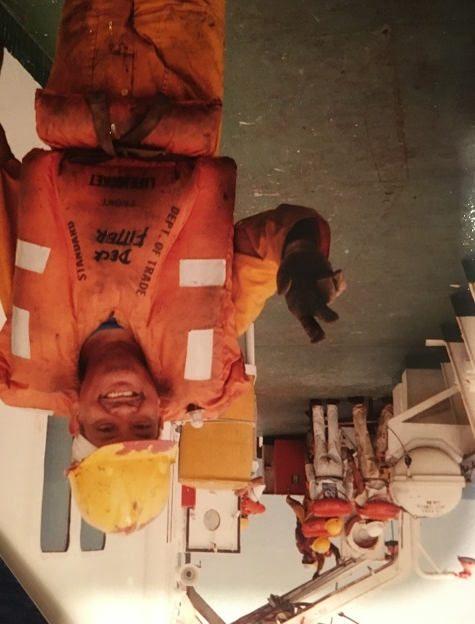 DEPT. OF TRADE
STANDARD
DECK
FITTER
FRONT
LIFEJACKET